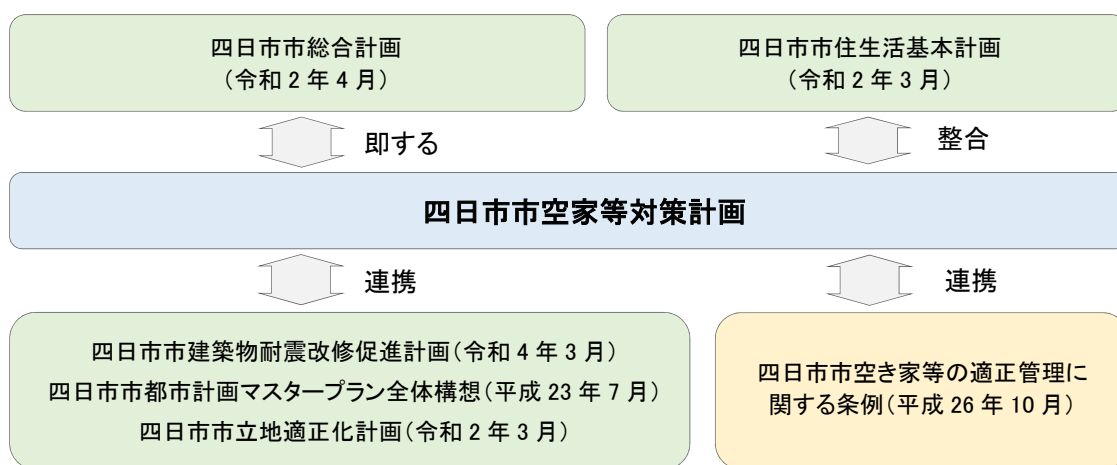 四日市市総合計画
（令和 2 年 4 月）
四日市市住生活基本計画
（令和 2 年 3 月）
即する
整合
四日市市空家等対策計画
連携
連携
四日市市建築物耐震改修促進計画（令和 4 年 3 月）
四日市市都市計画マスタープラン全体構想（平成 23 年 7 月）
四日市市立地適正化計画（令和 2 年 3 月）
四日市市空き家等の適正管理に
関する条例（平成 26 年 10 月）